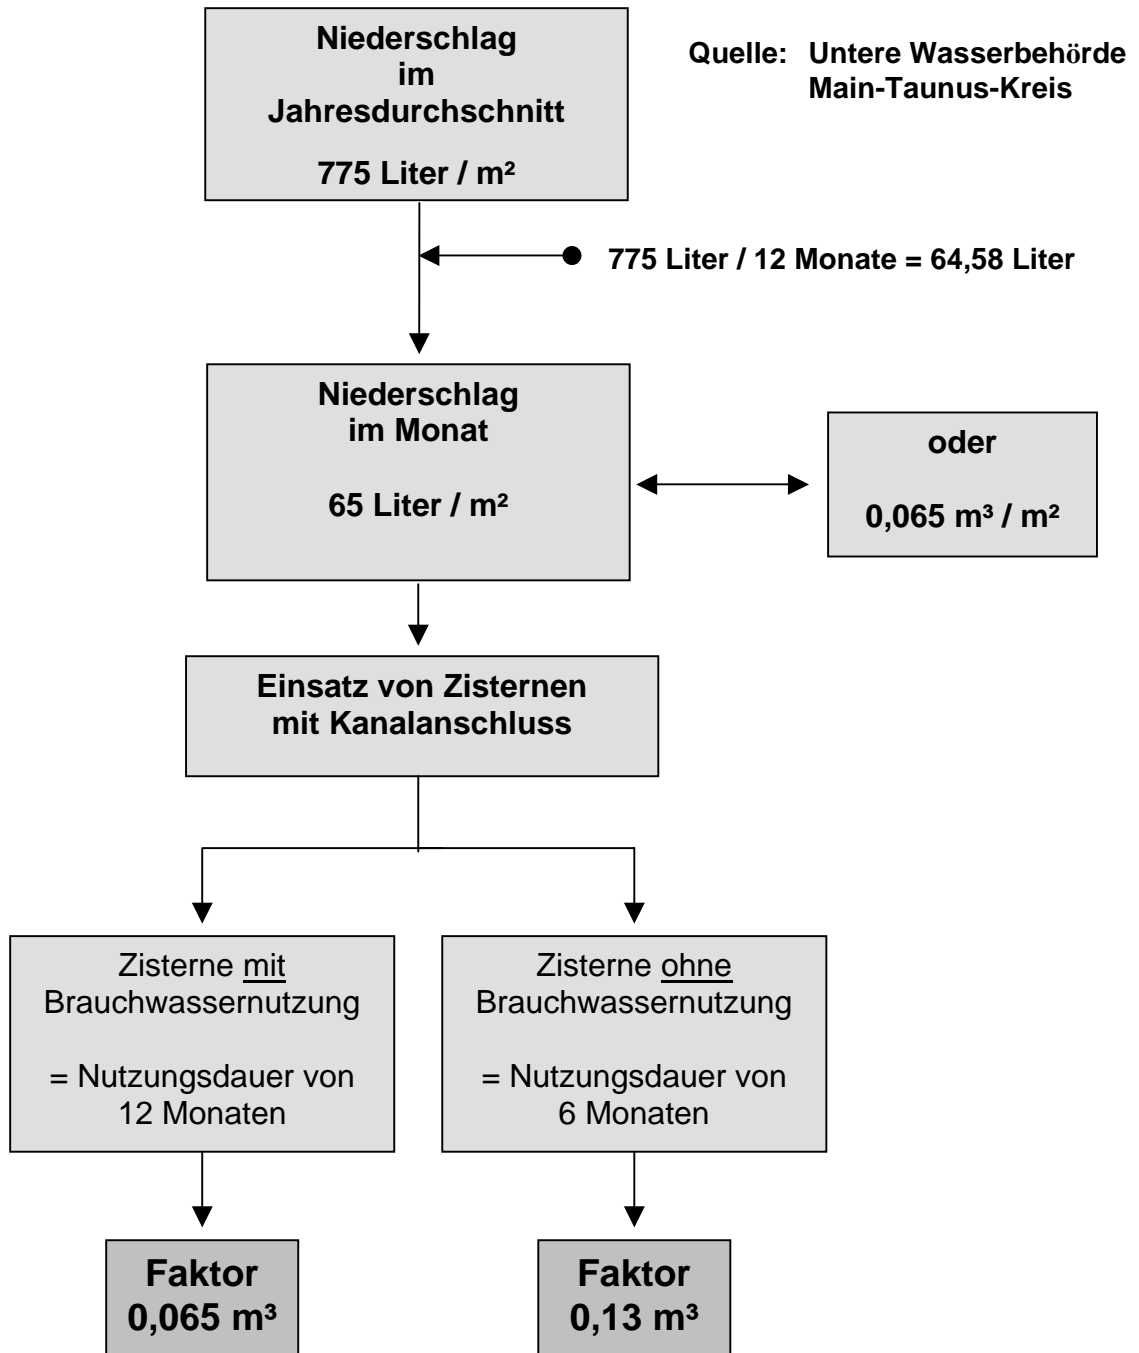 Niederschlag
im
Jahresdurchschnitt
775 Liter / m²
Quelle: Untere Wasserbehörde
Main-Taunus-Kreis
775 Liter / 12 Monate = 64,58 Liter
Niederschlag
im Monat
65 Liter / m²
oder
0,065 m³ / m²
Einsatz von Zisternen
mit Kanalanschluss
Zisterne mit
Brauchwassernutzung
= Nutzungsdauer von
12 Monaten
Zisterne ohne
Brauchwassernutzung
= Nutzungsdauer von
6 Monaten
Faktor
0,065 m³
Faktor
0,13 m³